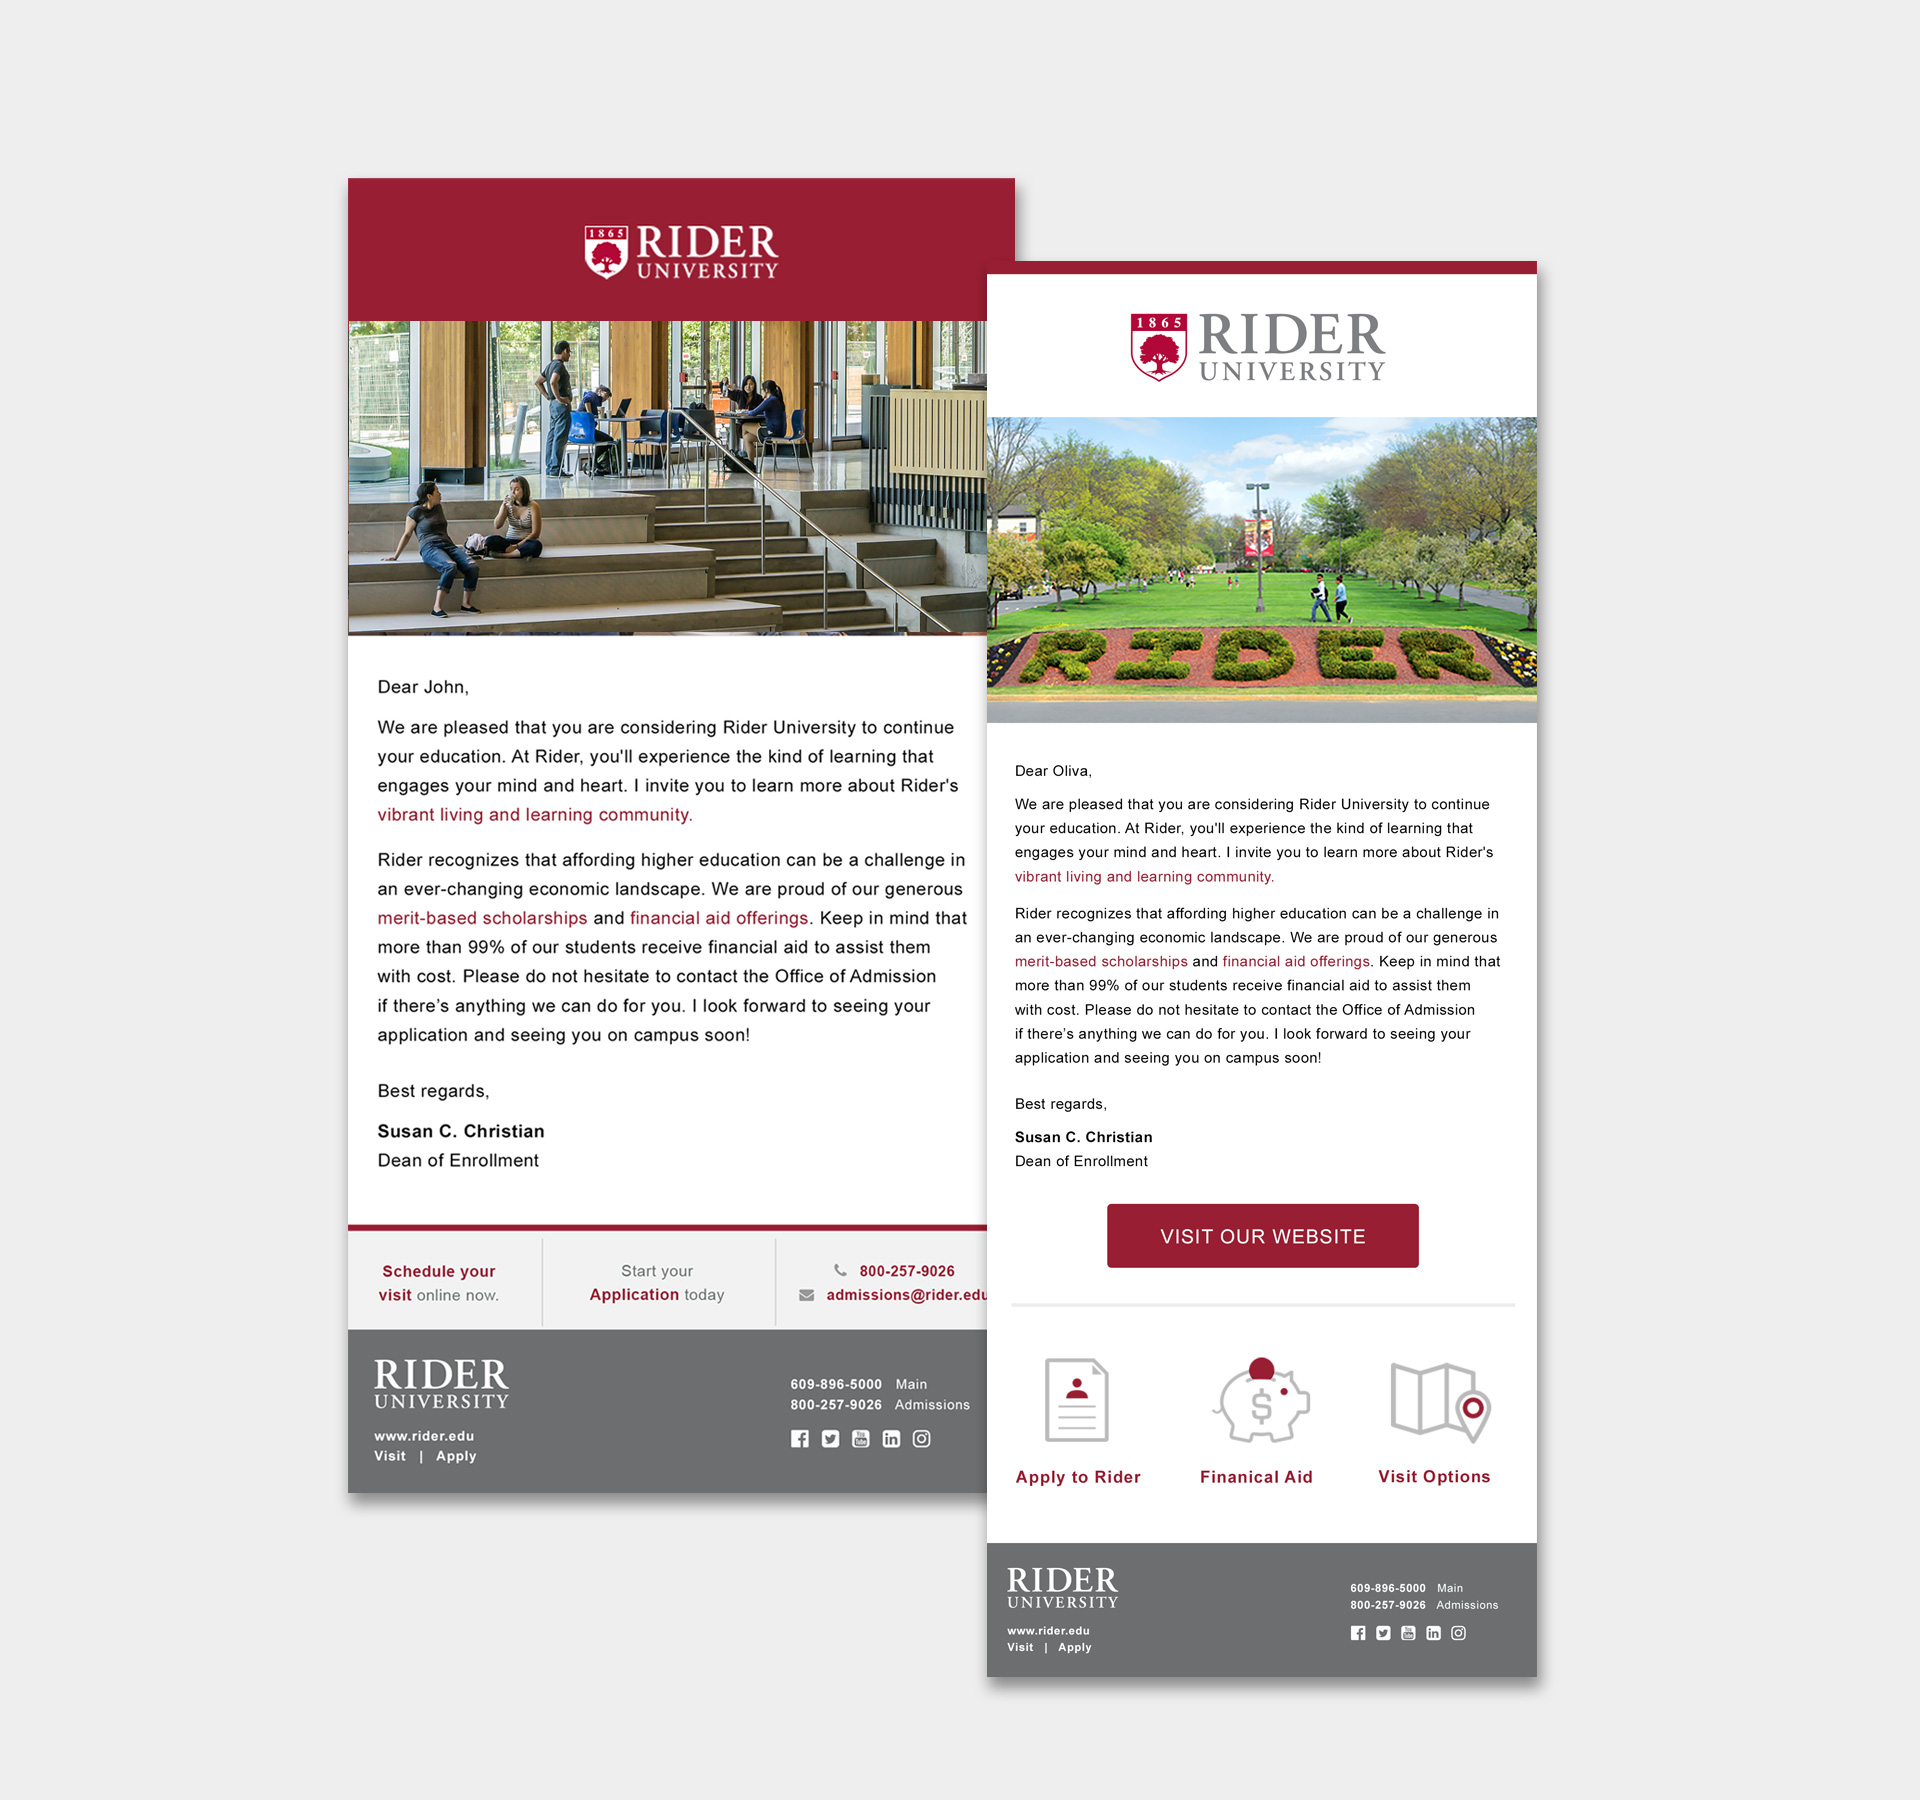 1865
RIDER
UNIVERSITY
Dear John,
We are pleased that you are considering Rider University to continue
your education. At Rider, you'll experience the kind of learning that
engages your mind and heart. I invite you to learn more about Rider's
vibrant living and learning community.
Rider recognizes that affording higher education can be a challenge in
an ever-changing economic landscape. We are proud of our generous
merit-based scholarships and financial aid offerings. Keep in mind that
more than 99% of our students receive financial aid to assist them
with cost. Please do not hesitate to contact the Office of Admission
if there’s anything we can do for you. I look forward to seeing your
application and seeing you on campus soon!
Best regards,
Susan C. Christian
Dean of Enrollment
Schedule your
visit online now.
Start your
Application today
800-257-9026
admissions@rider.edu
RIDER
UNIVERSITY
www.rider.edu
Visit | Apply
609-896-5000 Main
800-257-9026 Admissions
You
Tube
in
1865
RIDER
UNIVERSITY
RIDER
Dear Oliva,
We are pleased that you are considering Rider University to continue
your education. At Rider, you'll experience the kind of learning that
engages your mind and heart. I invite you to learn more about Rider's
vibrant living and learning community.
Rider recognizes that affording higher education can be a challenge in
an ever-changing economic landscape. We are proud of our generous
merit-based scholarships and financial aid offerings. Keep in mind that
more than 99% of our students receive financial aid to assist them
with cost. Please do not hesitate to contact the Office of Admission
if there’s anything we can do for you. I look forward to seeing your
application and seeing you on campus soon!
Best regards,
Susan C. Christian
Dean of Enrollment
VISIT OUR WEBSITE
$
Apply to Rider
Finanical Aid
Visit Options
RIDER
UNIVERSITY
www.rider.edu
Visit | Apply
609-896-5000 Main
800-257-9026 Admissions
You
Tube
in